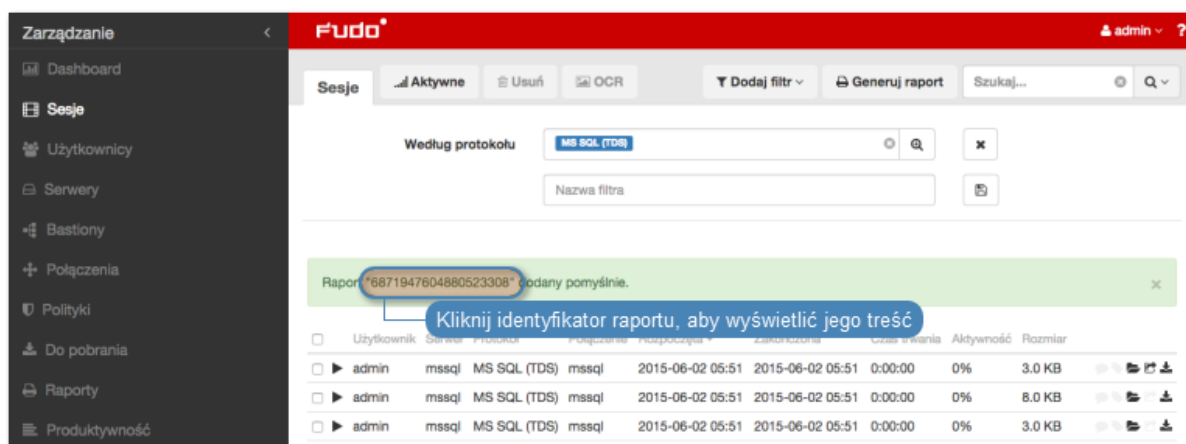 Zarządzanie
Fudo
admin
?
Dashboard
Sesje
Użytkownicy
Serwery
Bastiony
Połączenia
Polityki
Do pobrania
Raporty
Produktywność
Sesje
Aktywne
Usuń
OCR
Dodaj filtr
Generuj raport
Szukaj...
Według protokołu
MS SQL (TDS)
Nazwa filtra
Raport "6871947604880523308" dodany pomyślnie.
Kliknij identyfikator raportu, aby wyświetlić jego treść
Użytkownik Serwer Protokół Połączenie Rozpoczęta Zakończona Czas trwania Aktywność Rozmiar
admin mssql MS SQL (TDS) mssql 2015-06-02 05:51 2015-06-02 05:51 0:00:00 0% 3.0 KB
admin mssql MS SQL (TDS) mssql 2015-06-02 05:51 2015-06-02 05:51 0:00:00 0% 8.0 KB
admin mssql MS SQL (TDS) mssql 2015-06-02 05:51 2015-06-02 05:51 0:00:00 0% 3.0 KB